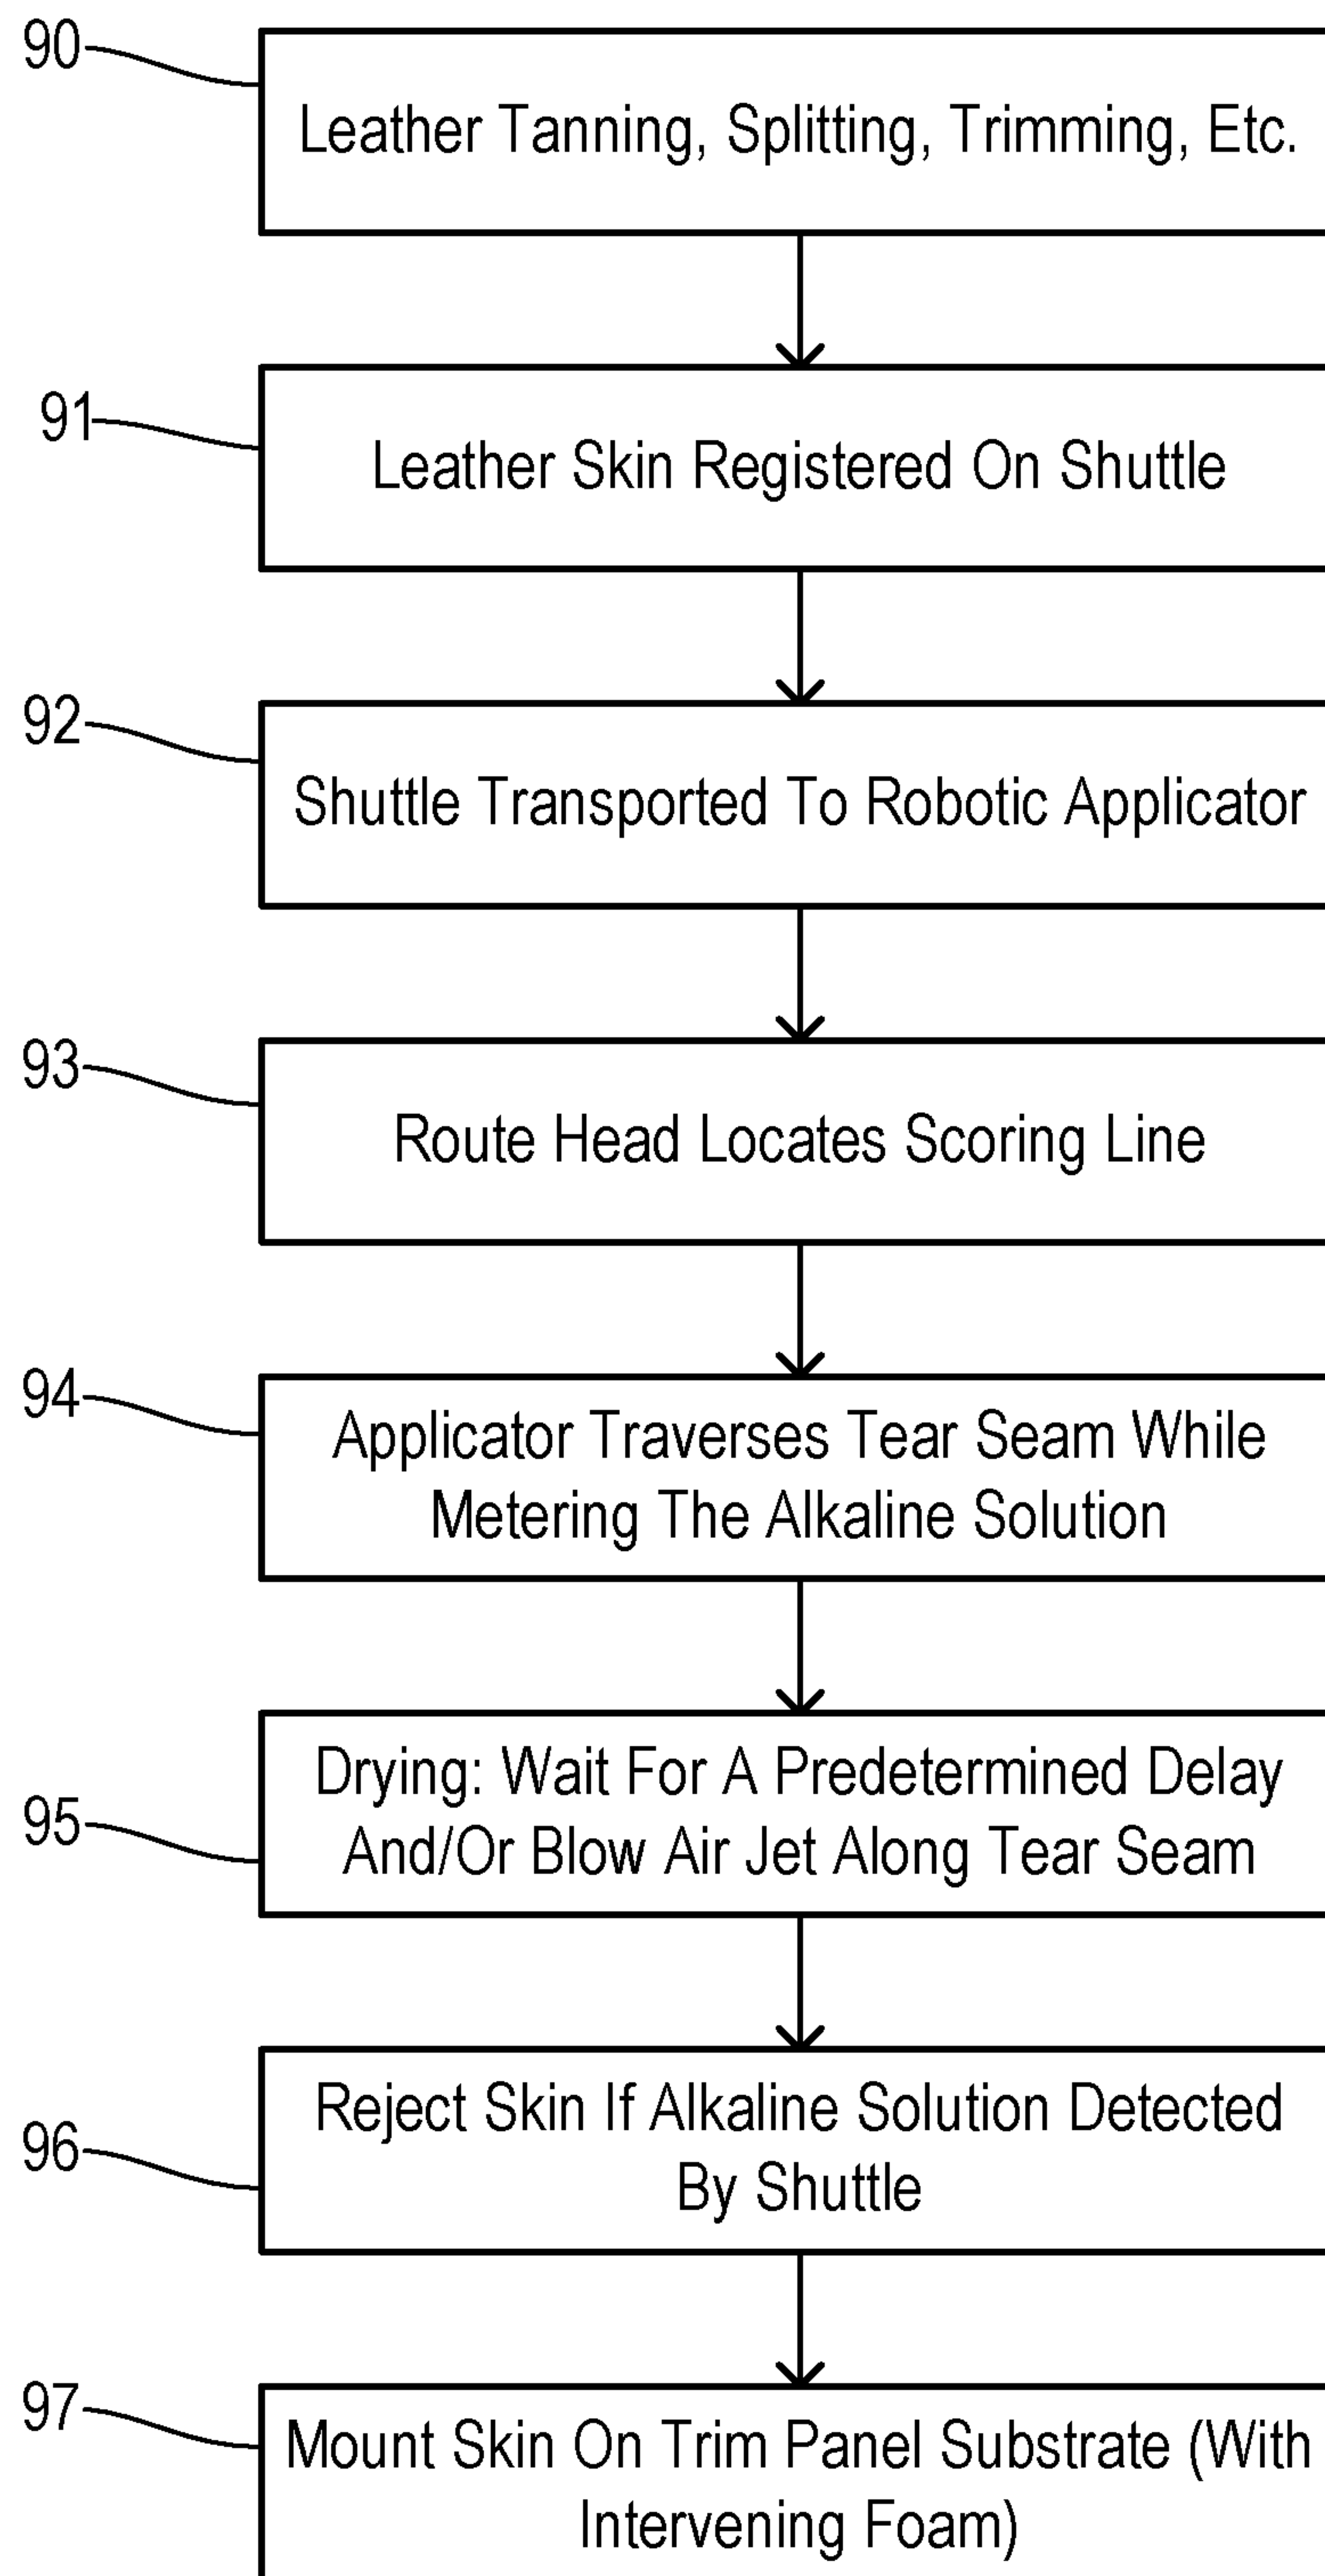 90
Leather Tanning, Splitting, Trimming, Etc.
91
Leather Skin Registered On Shuttle
92
Shuttle Transported To Robotic Applicator
93
Route Head Locates Scoring Line
94
Applicator Traverses Tear Seam While
Metering The Alkaline Solution
95
Drying: Wait For A Predetermined Delay
And/Or Blow Air Jet Along Tear Seam
96
Reject Skin If Alkaline Solution Detected
By Shuttle
97
Mount Skin On Trim Panel Substrate (With
Intervening Foam)